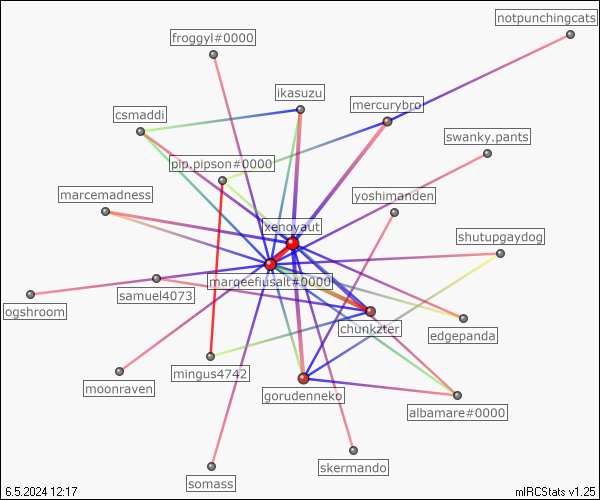 notpunchingcats
froggyl#0000
ikasuzu
mercurybro
csmaddi
swanky.pants
pip.pipson#0000
marcemadness
yoshimanden
xenoyaut
shutupgaydog
margeefiusalt#0000
samuel4073
ogshroom
chunkzter
edgepanda
mingus4742
moonraven
gorudenneko
albamare#0000
skermando
somass
6.5.2024 12:17
mIRCStats v1.25